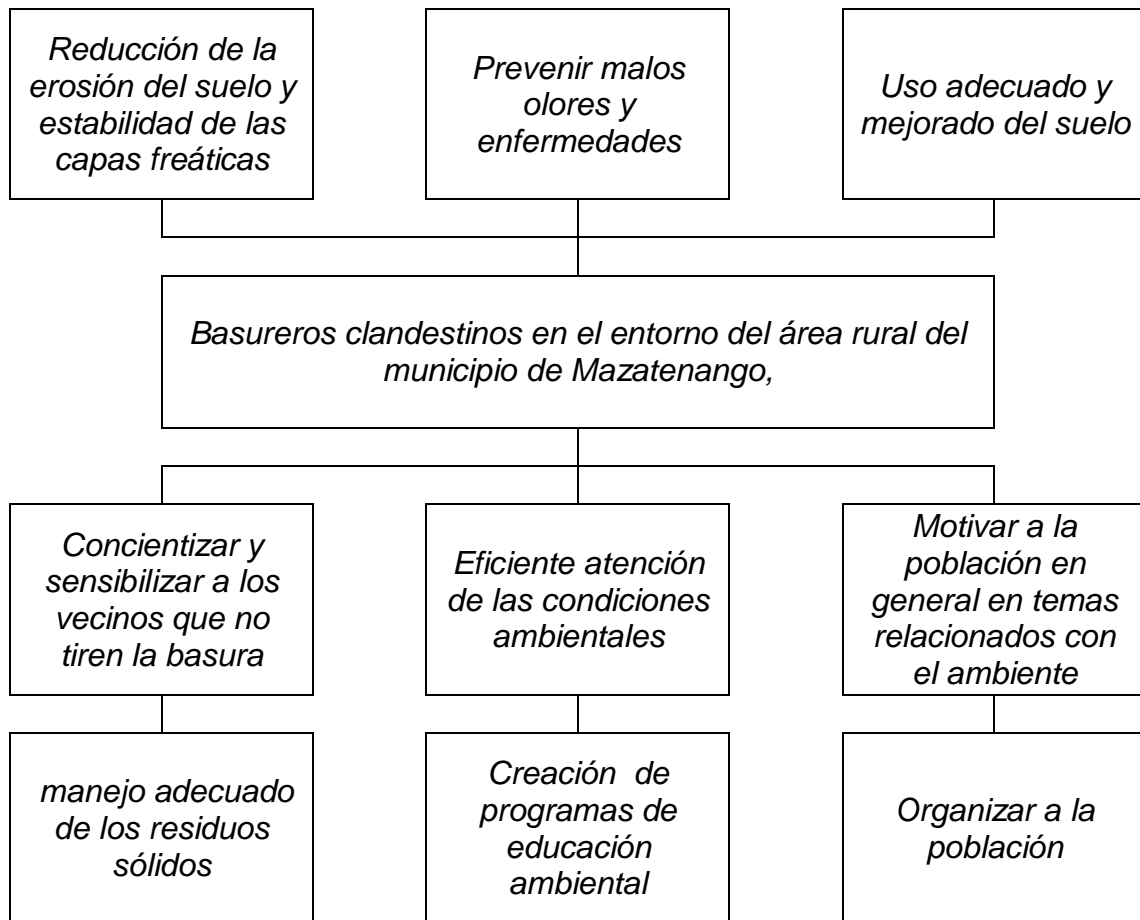 Reducción de la
erosión del suelo y
estabilidad de las
capas freáticas
Prevenir malos
olores y
enfermedades
Uso adecuado y
mejorado del suelo
Basureros clandestinos en el entorno del área rural del
municipio de Mazatenango,
Concientizar y
sensibilizar a los
vecinos que no
tiren la basura
Eficiente atención
de las condiciones
ambientales
Motivar a la
población en
general en temas
relacionados con
el ambiente
manejo adecuado
de los residuos
sólidos
Creación de
programas de
educación
ambiental
Organizar a la
población